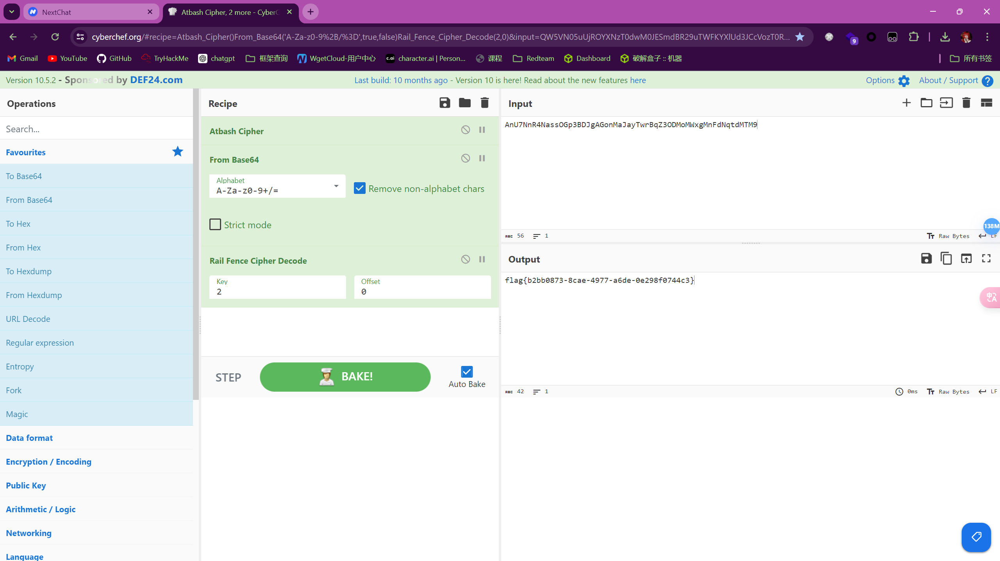 NextChat
Atbash Cipher, 2 more - CyberC
cyberchef.org/#recipe=Atbash_Cipher()From_Base64('A-Za-z0-9%2B/%3D',true,false)Rail_Fence_Cipher_Decode(2,0)&input=QW5VN05uUjROYXNzT0dwM0JESmdBR29uTWFKYXlUd3JCcVozT0R...
9
Gmail
YouTube
GitHub
TryHackMe
chatgpt
框架查询
WgetCloud-用户中心
c.ai
character.ai | Person...
课程
Redteam
Dashboard
破解盒子 :: 机器
所有书签
Version 10.5.2 - Sponsored by DEF24.com
Last build: 10 months ago - Version 10 is here! Read about the new features here
Options
About / Support
Operations
Search...
Favourites
To Base64
From Base64
To Hex
From Hex
To Hexdump
From Hexdump
URL Decode
Regular expression
Entropy
Fork
Magic
Data format
Encryption / Encoding
Public Key
Arithmetic / Logic
Networking
Language
Recipe
Atbash Cipher
From Base64
Alphabet
A-Za-z0-9+/=
Remove non-alphabet chars
Strict mode
Rail Fence Cipher Decode
Key
2
Offset
0
STEP
BAKE!
Auto Bake
Input
AnU7NnR4NassOGp3BDJgAGonMaJayTwrBqZ3ODMoMWxgMnFdNqtdMTM9
ABC 56
1
Raw Bytes
LF
138M
Output
flag{b2bb0873-8cae-4977-a6de-0e298f0744c3}
中A
ABC 42
1
0ms
Raw Bytes
LF